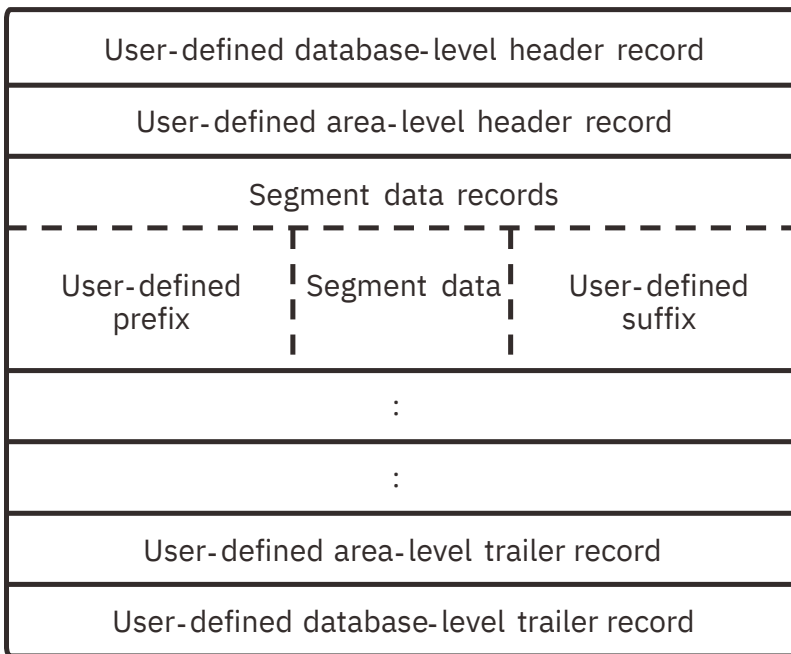 User-defined database-level header record
User-defined area-level header record
Segment data records
User-defined
prefix
Segment data
User-defined
suffix
:
:
User-defined area-level trailer record
User-defined database-level trailer record